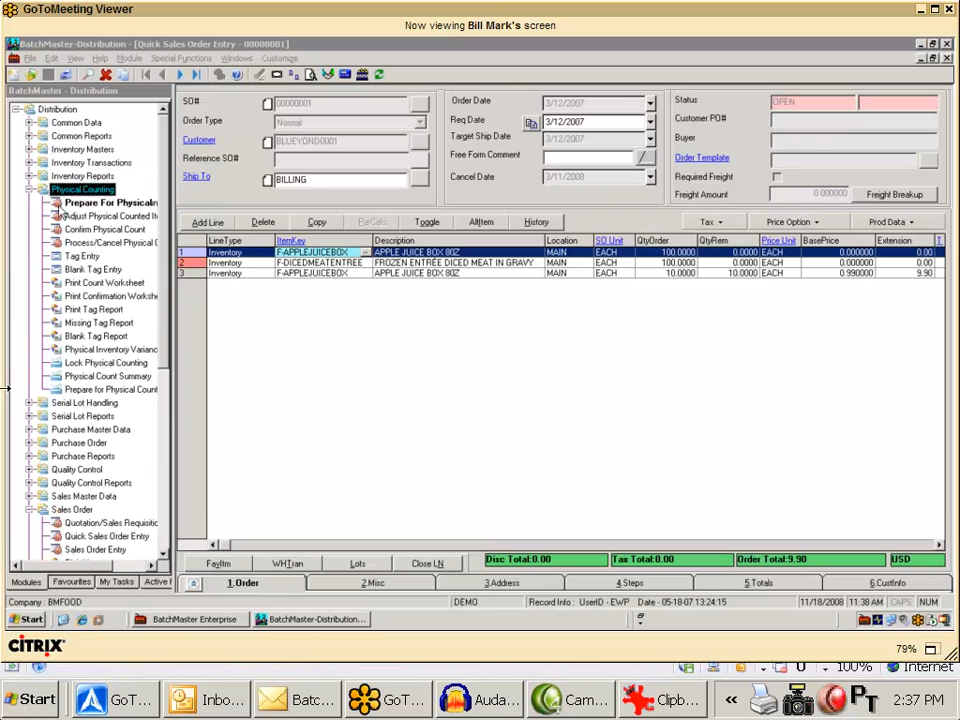 GoToMeeting Viewer
Now viewing Bill Mark's screen
BatchMaster-Distribution - [Quick Sales Order Entry - 00000001]
File Edit View Help Module Special Functions Windows Customize
BatchMaster - Distribution
Distribution
Common Data
Common Reports
Inventory Masters
Inventory Transactions
Inventory Reports
Physical Counting
Prepare For Physicaln
Adjust Physical Counted It
Confirm Physical Count
Process/Cancel Physical C
Tag Entry
Blank Tag Entry
Print Count Worksheet
Print Confirmation Workshe
Print Tag Report
Missing Tag Report
Blank Tag Report
Physical Inventory Varianc
Lock Physical Counting
Physical Count Summary
Prepare for Physical Count
Serial Lot Handling
Serial Lot Reports
Purchase Master Data
Purchase Order
Purchase Reports
Quality Control
Sales Master Data
Sales Order
Quotation/Sales Requisitic
Quick Sales Order Entry
Sales Order Entry
Modules Favourites My Tasks Active
SO# 00000001
Order Type Normal
Customer BLUEYOND0001
Reference SO#
Ship To BILLING
Order Date 3/12/2007
Req Date 3/12/2007
Target Ship Date 3/12/2007
Free Form Comment
Cancel Date 3/11/2008
Status OPEN
Customer PO#
Buyer
Order Template
Required Freight
Freight Amount 0.000000 Freight Breakup
Add Line Delete Copy ParCalc Toggle AltItem History Tax Price Option Prod Data
LineType ItemKey Description Location SO Unit QtyOrder QtyRem Price Unit BasePrice Extension T
1 Inventory F-APPLEJUICEBOX APPLE JUICE BOX 8OZ MAIN EACH 100.0000 0.0000 EACH 0.000000 0.00
2 Inventory F-DICEDMEATENTREE FROZEN ENTRÉE DICED MEAT IN GRAVY MAIN EACH 100.0000 0.0000 EACH 0.000000 0.00
3 Inventory F-APPLEJUICEBOX APPLE JUICE BOX 8OZ MAIN EACH 10.0000 10.0000 EACH 0.990000 9.90
FavItm WHTran Lots Close LN Disc Total:0.00 Tax Total:0.00 Order Total:9.90 USD
1.Order 2.Misc 3.Address 4.Steps 5.Totals 6.CustInfo
Company : BMFOOD DEMO Record Info : UserID - EWP Date - 05-18-07 13:24:15 11/18/2008 11:38 AM CAPS NUM
Start BatchMaster Enterprise BatchMaster-Distribution...
CITRIX 79%
100% Internet
Start GoT... Inbo... Batc... GoT... Auda... Cam... Clipb... « PT 2:37 PM